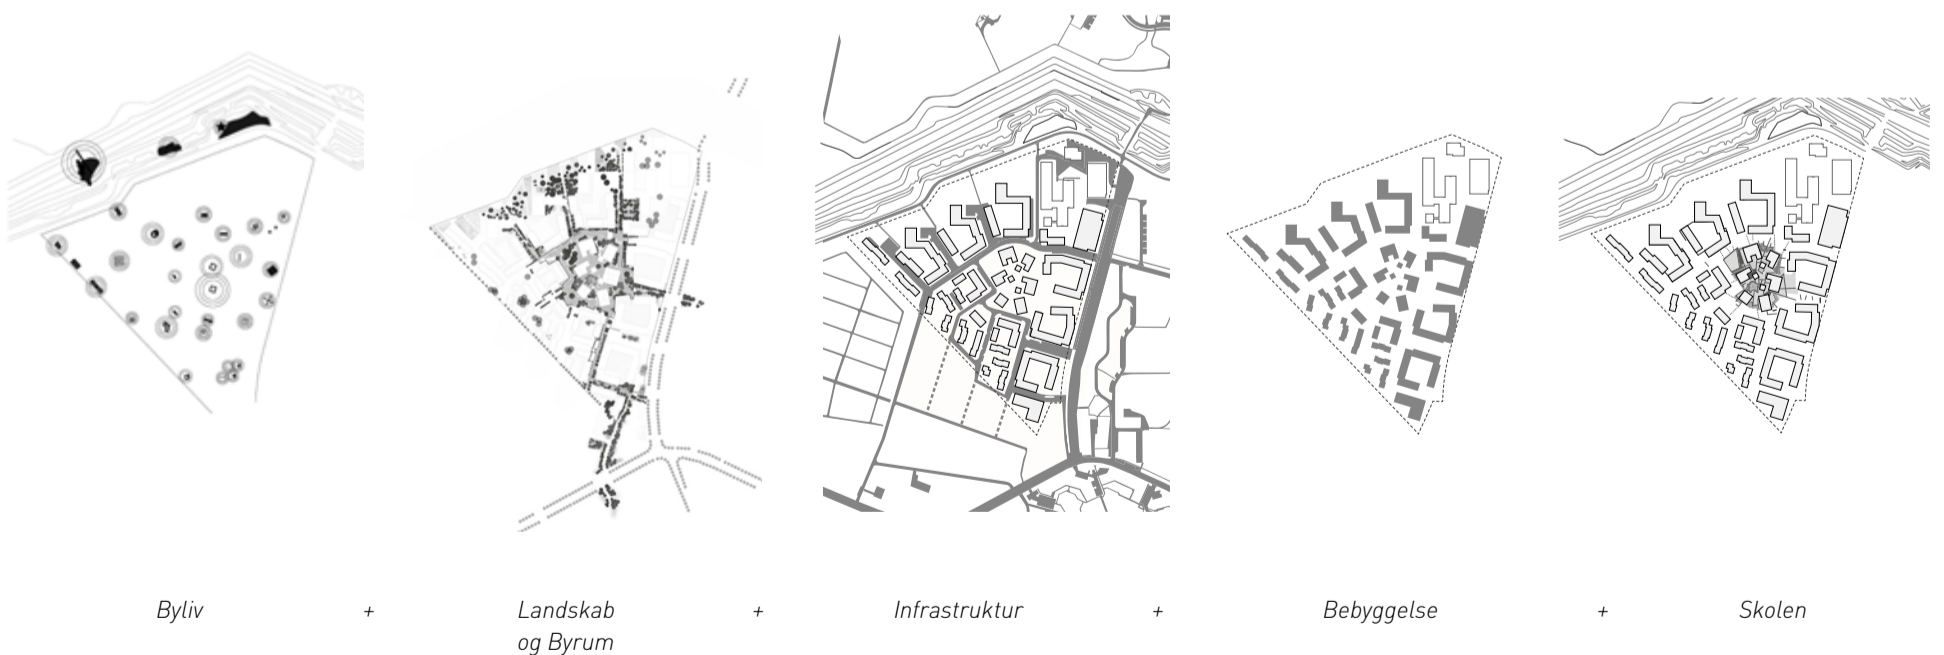 Byliv + Landskab + Infrastruktur + Bebyggelse + Skolen
og Byrum